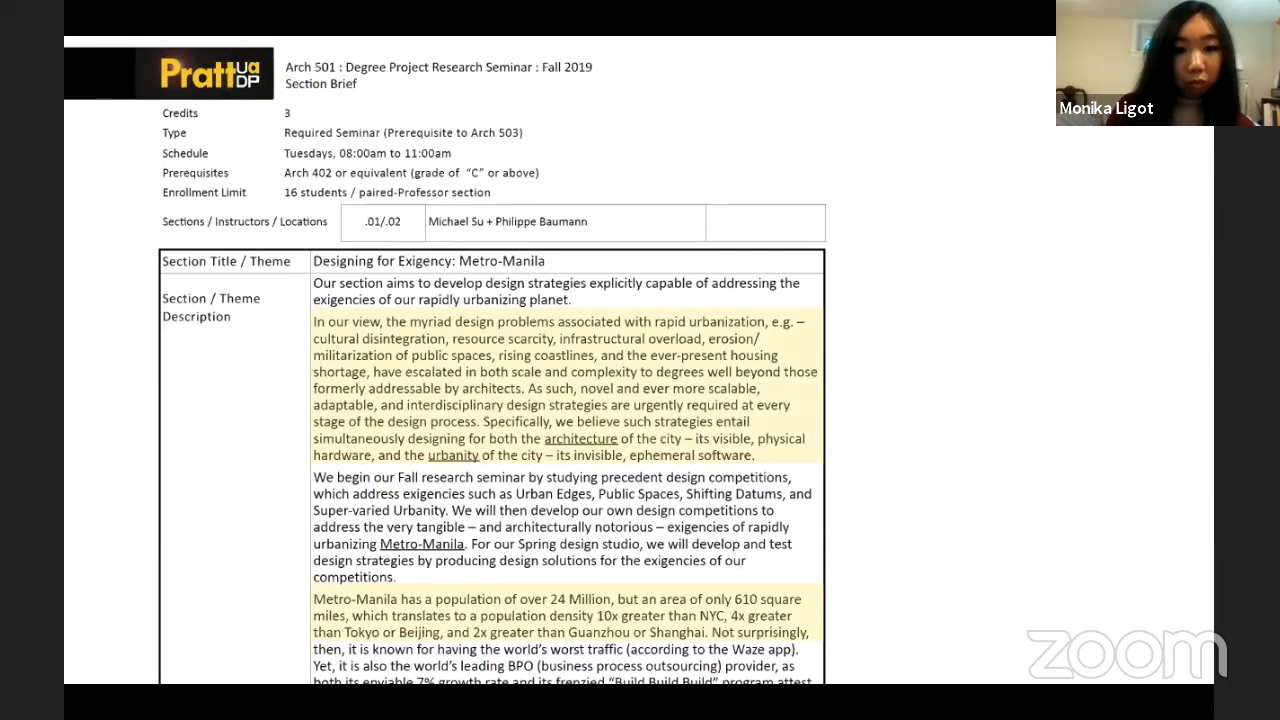 Pratt UA DP
Arch 501 : Degree Project Research Seminar : Fall 2019
Section Brief
Monika Ligot
Credits 3
Type Required Seminar (Prerequisite to Arch 503)
Schedule Tuesdays, 08:00am to 11:00am
Prerequisites Arch 402 or equivalent (grade of “C” or above)
Enrollment Limit 16 students / paired-Professor section
Sections / Instructors / Locations .01/.02 Michael Su + Philippe Baumann
Section Title / Theme Designing for Exigency: Metro-Manila
Section / Theme
Description
Our section aims to develop design strategies explicitly capable of addressing the
exigencies of our rapidly urbanizing planet.
In our view, the myriad design problems associated with rapid urbanization, e.g. –
cultural disintegration, resource scarcity, infrastructural overload, erosion/
militarization of public spaces, rising coastlines, and the ever-present housing
shortage, have escalated in both scale and complexity to degrees well beyond those
formerly addressable by architects. As such, novel and ever more scalable,
adaptable, and interdisciplinary design strategies are urgently required at every
stage of the design process. Specifically, we believe such strategies entail
simultaneously designing for both the architecture of the city – its visible, physical
hardware, and the urbanity of the city – its invisible, ephemeral software.
We begin our Fall research seminar by studying precedent design competitions,
which address exigencies such as Urban Edges, Public Spaces, Shifting Datums, and
Super-varied Urbanity. We will then develop our own design competitions to
address the very tangible – and architecturally notorious – exigencies of rapidly
urbanizing Metro-Manila. For our Spring design studio, we will develop and test
design strategies by producing design solutions for the exigencies of our
competitions.
Metro-Manila has a population of over 24 Million, but an area of only 610 square
miles, which translates to a population density 10x greater than NYC, 4x greater
than Tokyo or Beijing, and 2x greater than Guanzhou or Shanghai. Not surprisingly,
then, it is known for having the world’s worst traffic (according to the Waze app).
Yet, it is also the world’s leading BPO (business process outsourcing) provider, as
both its enviable 7% growth rate and its frenzied “Build Build Build” program attest
zoom